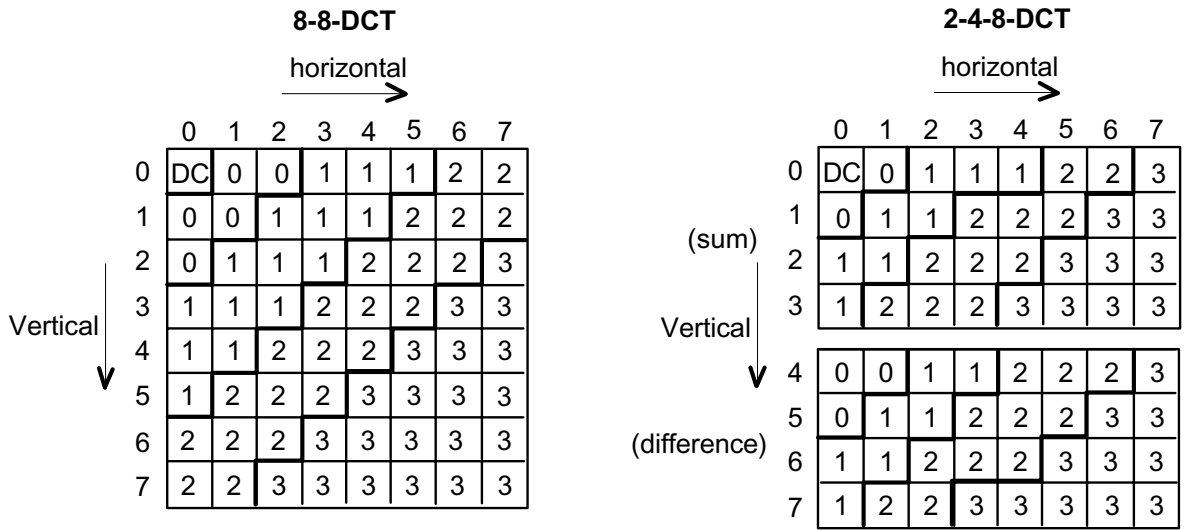 8-8-DCT
horizontal
0 1 2 3 4 5 6 7
0 DC 0 0 1 1 1 2 2
1 0 0 1 1 1 2 2 2
2 0 1 1 1 2 2 2 3
3 1 1 1 2 2 2 3 3
Vertical
4 1 1 2 2 2 3 3 3
5 1 2 2 2 3 3 3 3
6 2 2 2 3 3 3 3 3
7 2 2 3 3 3 3 3 3
2-4-8-DCT
horizontal
0 1 2 3 4 5 6 7
0 DC 0 1 1 1 2 2 3
1 0 1 1 2 2 2 3 3
(sum)
2 1 1 2 2 2 3 3 3
3 1 2 2 2 3 3 3 3
Vertical
4 0 0 1 1 2 2 2 3
5 0 1 1 2 2 2 3 3
(difference)
6 1 1 2 2 2 3 3 3
7 1 2 2 3 3 3 3 3